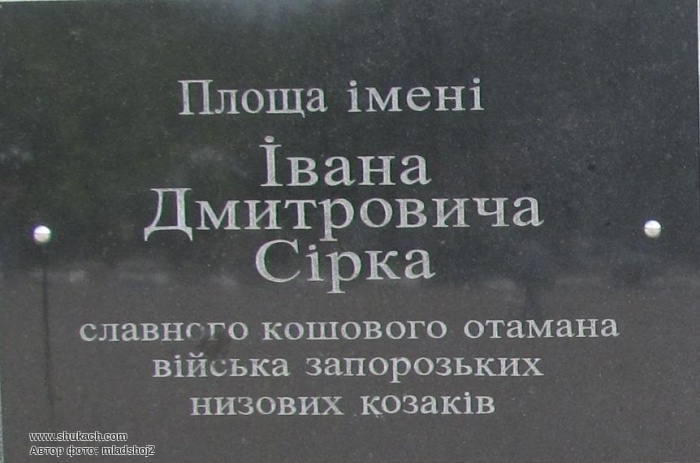 Площа імені
Івана
Дмитровича
Сірка
славного кошового отамана
війська запорозьких
низових козаків
www.shukach.com
Автор фото: mladshoj2